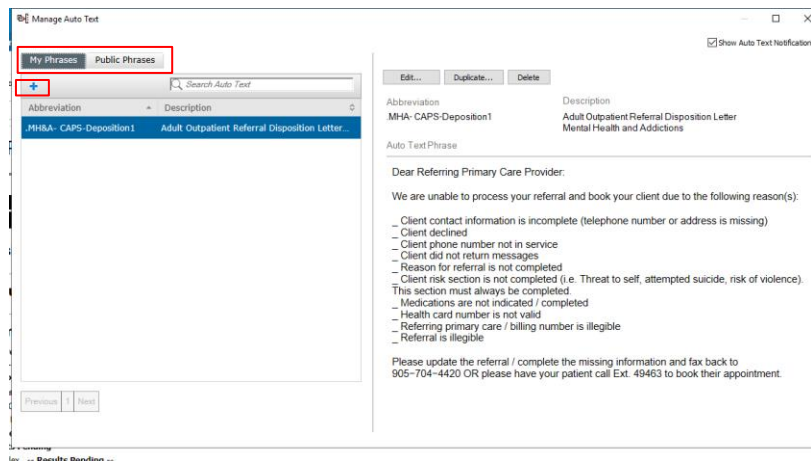 Manage Auto Text
Show Auto Text Notification
My Phrases Public Phrases
Search Auto Text
Abbreviation Description
.MH&A- CAPS-Deposition1 Adult Outpatient Referral Disposition Letter...
Previous 1 Next
Edit... Duplicate... Delete
Abbreviation Description
.MHA- CAPS-Deposition1 Adult Outpatient Referral Disposition Letter
Mental Health and Addictions
Auto Text Phrase
Dear Referring Primary Care Provider:
We are unable to process your referral and book your client due to the following reason(s):
_ Client contact information is incomplete (telephone number or address is missing)
_ Client declined
_ Client phone number not in service
_ Client did not return messages
_ Reason for referral is not completed
_ Client risk section is not completed (i.e. Threat to self, attempted suicide, risk of violence).
This section must always be completed.
_ Medications are not indicated / completed
_ Health card number is not valid
_ Referring primary care / billing number is illegible
_ Referral is illegible
Please update the referral / complete the missing information and fax back to
905-704-4420 OR please have your patient call Ext. 49463 to book their appointment.
-- Results Pending --